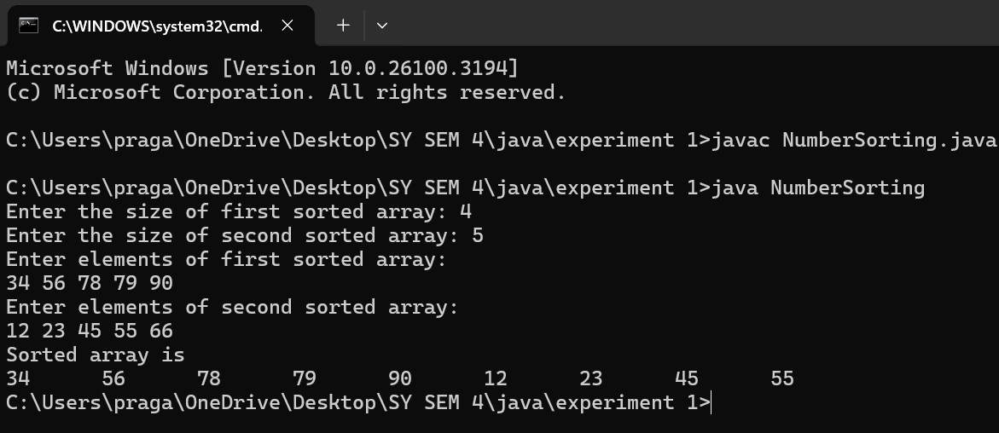 C:\WINDOWS\system32\cmd.
Microsoft Windows [Version 10.0.26100.3194]
(c) Microsoft Corporation. All rights reserved.
C:\Users\praga\OneDrive\Desktop\SY SEM 4\java\experiment 1>javac NumberSorting.java
C:\Users\praga\OneDrive\Desktop\SY SEM 4\java\experiment 1>java NumberSorting
Enter the size of first sorted array: 4
Enter the size of second sorted array: 5
Enter elements of first sorted array:
34 56 78 79 90
Enter elements of second sorted array:
12 23 45 55 66
Sorted array is
34 56 78 79 90 12 23 45 55
C:\Users\praga\OneDrive\Desktop\SY SEM 4\java\experiment 1>